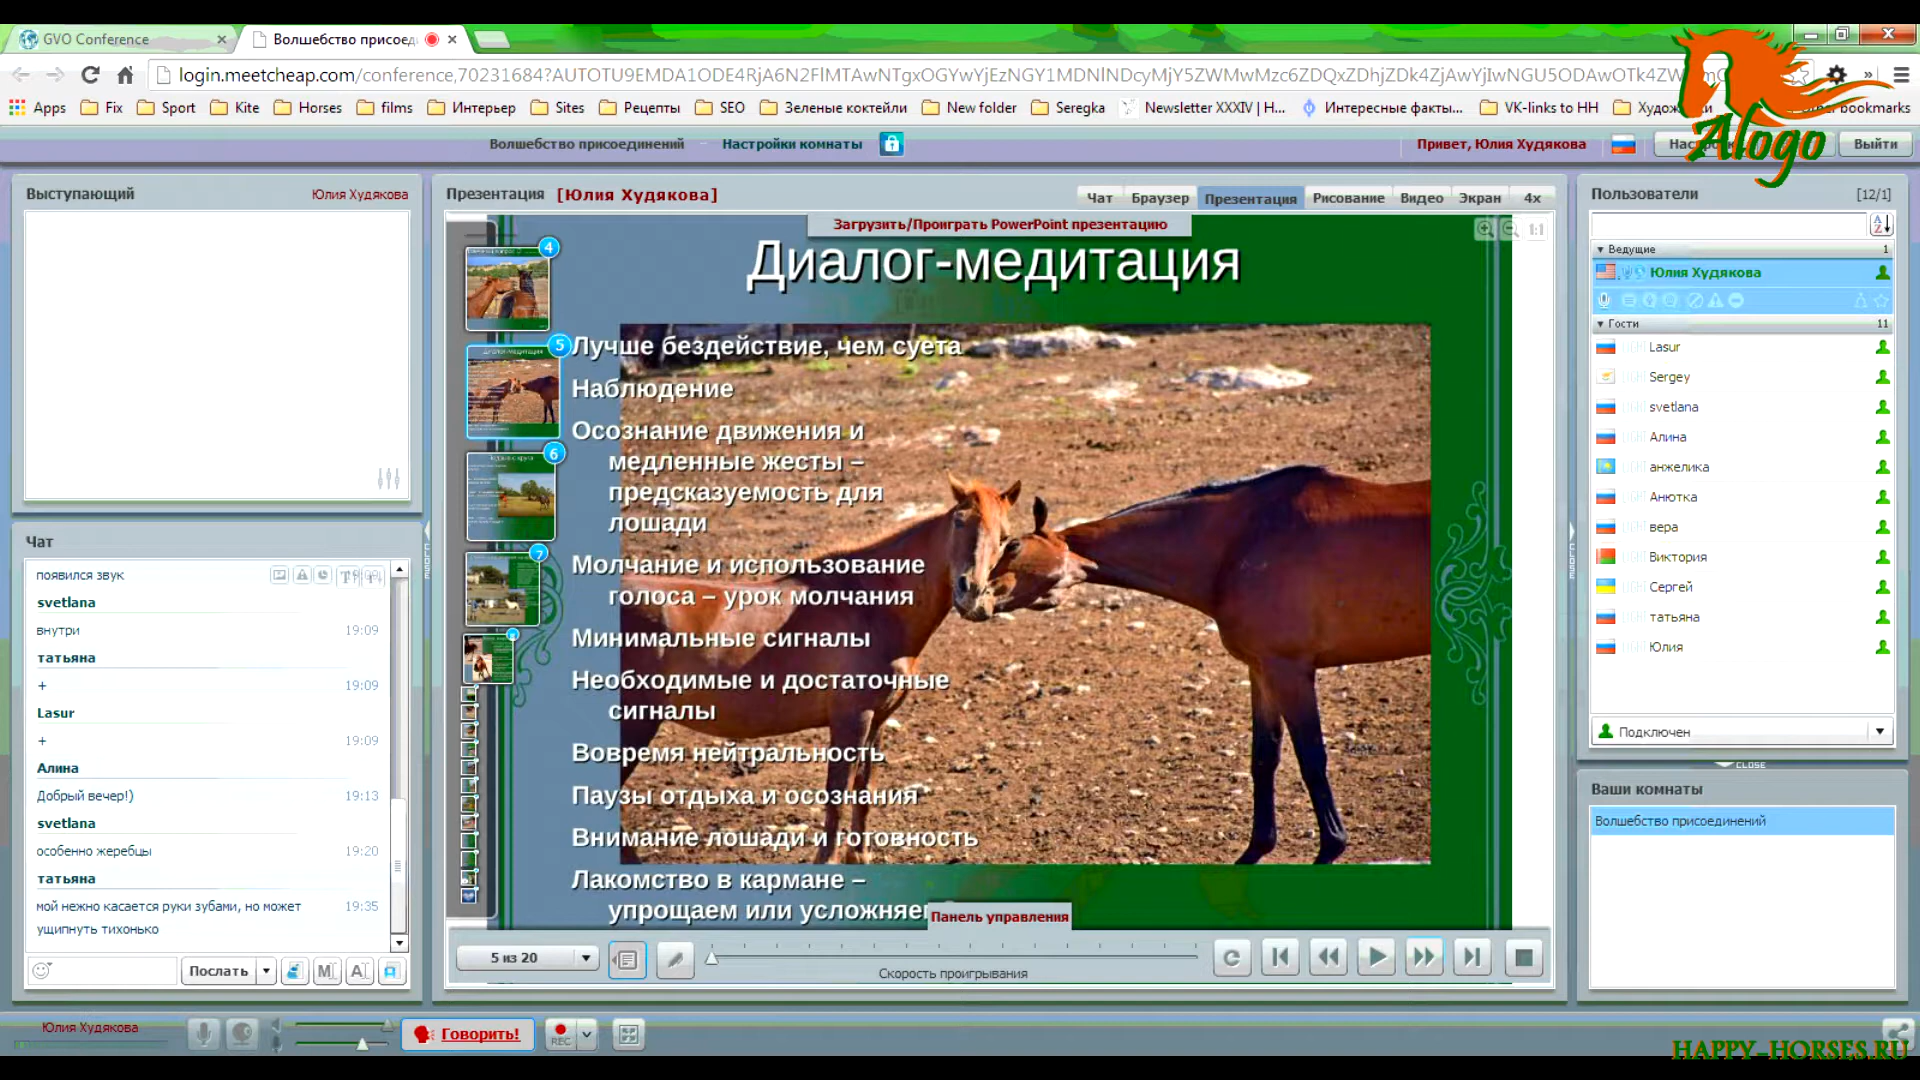 GVO Conference
Волшебство присоед
login.meetcheap.com/conference,70231684?AUTOTU9EMDA1ODE4RjA6N2FlMTAwNTgxOGYwYjEzNGY1MDNlNDcyMjY5ZWMwMzc6ZDQxZDhjZDk4ZjAwYjIwNGU5ODAwOTk4ZW
Apps Fix Sport Kite Horses films Интерьер Sites Рецепты SEO Зеленые коктейли New folder Seregka Newsletter XXXIV | H... Интересные факты... VK-links to HH bookmarks
Alogo
Волшебство присоединений Настройки комнаты Привет, Юлия Худякова Выйти
Выступающий Юлия Худякова
Презентация [Юлия Худякова]
Чат Браузер Презентация Рисование Видео Экран 4x
Загрузить/Проиграть PowerPoint презентацию
1:1
Диалог-медитация
4
5
6
7
Лучше бездействие, чем суета
Наблюдение
Осознание движения и
медленные жесты –
предсказуемость для
лошади
Молчание и использование
голоса – урок молчания
Минимальные сигналы
Необходимые и достаточные
сигналы
Вовремя нейтральность
Паузы отдыха и осознания
Внимание лошади и готовность
Лакомство в кармане –
упрощаем или усложняем
Панель управления
5 из 20
Скорость проигрывания
Чат
появился звук
svetlana
внутри 19:09
татьяна
+ 19:09
Lasur
+ 19:09
Алина
Добрый вечер!) 19:13
svetlana
особенно жеребцы 19:20
татьяна
мой нежно касается руки зубами, но может 19:35
ущипнуть тихонько
Послать
Пользователи [12/1]
Ведущие 1
Юлия Худякова
Гости 11
Lasur
Sergey
svetlana
Алина
анжелика
Анютка
вера
Виктория
Сергей
татьяна
Юлия
Подключен
CLOSE
Ваши комнаты
Волшебство присоединений
Юлия Худякова
Говорить!
REC
HAPPY-HORSES.RU